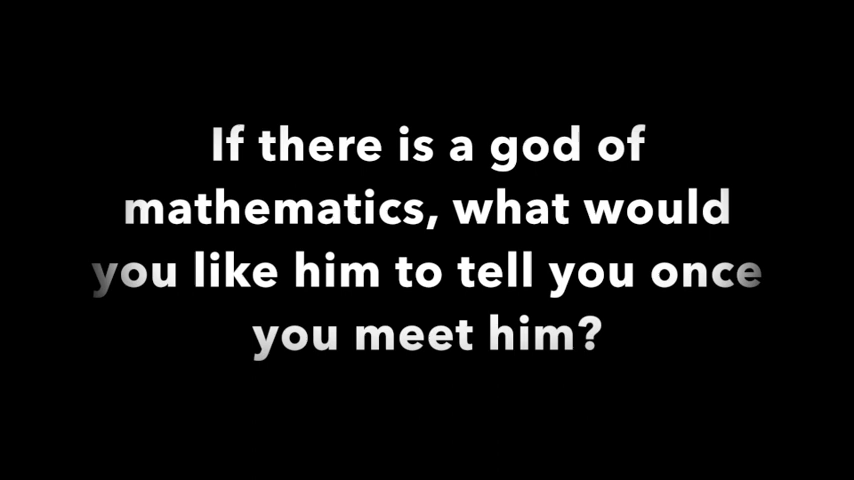 If there is a god of
mathematics, what would
you like him to tell you once
you meet him?